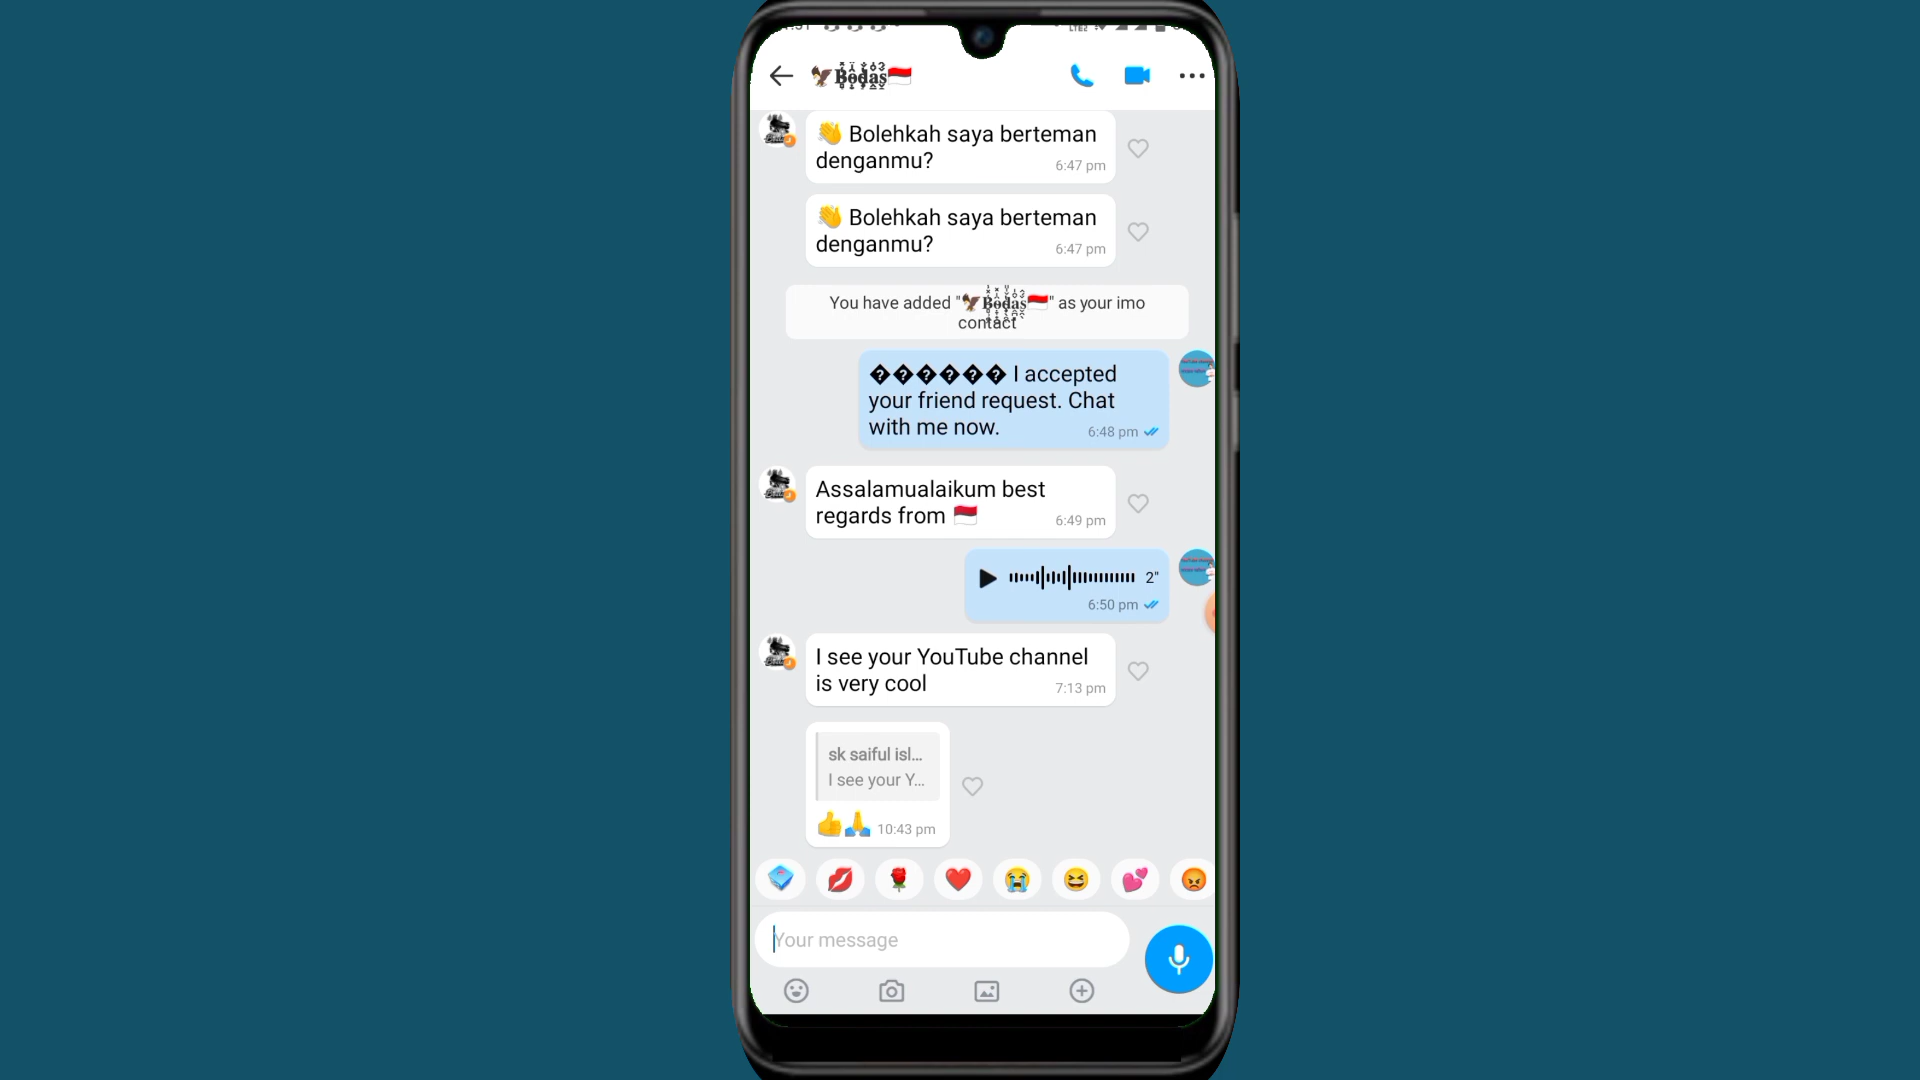 🦅Bodas🇮🇩
👋 Bolehkah saya berteman
denganmu?
6:47 pm
👋 Bolehkah saya berteman
denganmu?
6:47 pm
You have added "🦅Bodas🇮🇩" as your imo
contact
������ I accepted
your friend request. Chat
with me now.
6:48 pm
Assalamualaikum best
regards from 🇮🇩
6:49 pm
2"
6:50 pm
I see your YouTube channel
is very cool
7:13 pm
sk saiful isl...
I see your Y...
👍🙏 10:43 pm
Your message